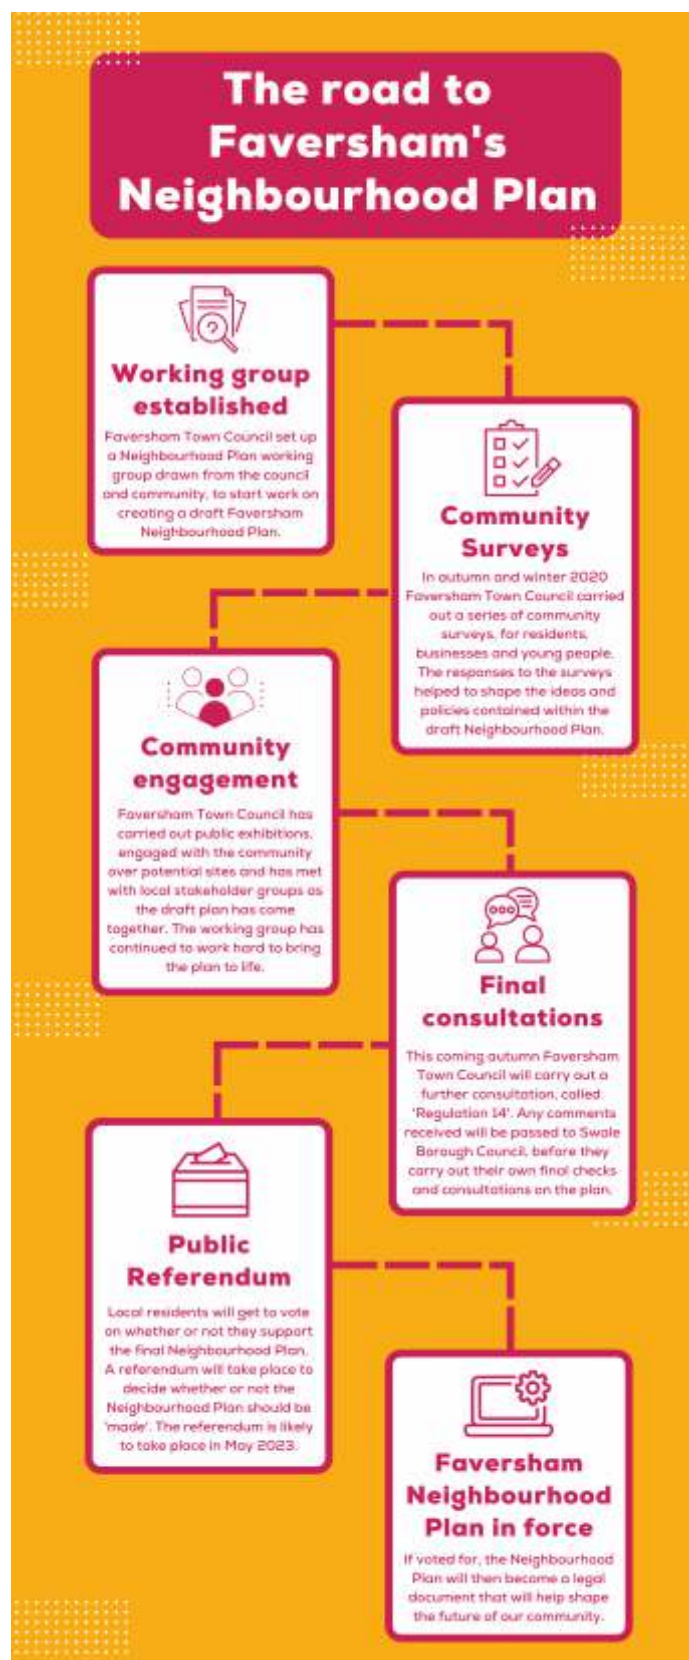 The road to
Faversham's
Neighbourhood Plan
Working group
established
Faversham Town Council set up
a Neighbourhood Plan working
group drawn from the council
and community, to start work on
creating a draft Faversham
Neighbourhood Plan.
Community
Surveys
In autumn and winter 2020
Faversham Town Council carried
out a series of community
surveys, for residents,
businesses and young people.
The responses to the surveys
helped to shape the ideas and
policies contained within the
draft Neighbourhood Plan.
Community
engagement
Faversham Town Council has
carried out public exhibitions,
engaged with the community
over potential sites and has met
with local stakeholder groups as
the draft plan has come
together. The working group has
continued to work hard to bring
the plan to life.
Final
consultations
This coming autumn Faversham
Town Council will carry out a
further consultation, called
'Regulation 14'. Any comments
received will be passed to Swale
Borough Council, before they
carry out their own final checks
and consultations on the plan.
Public
Referendum
Local residents will get to vote
on whether or not they support
the final Neighbourhood Plan.
A referendum will take place to
decide whether or not the
Neighbourhood Plan should be
'made'. The referendum is likely
to take place in May 2023.
Faversham
Neighbourhood
Plan in force
If voted for, the Neighbourhood
Plan will then become a legal
document that will help shape
the future of our community.